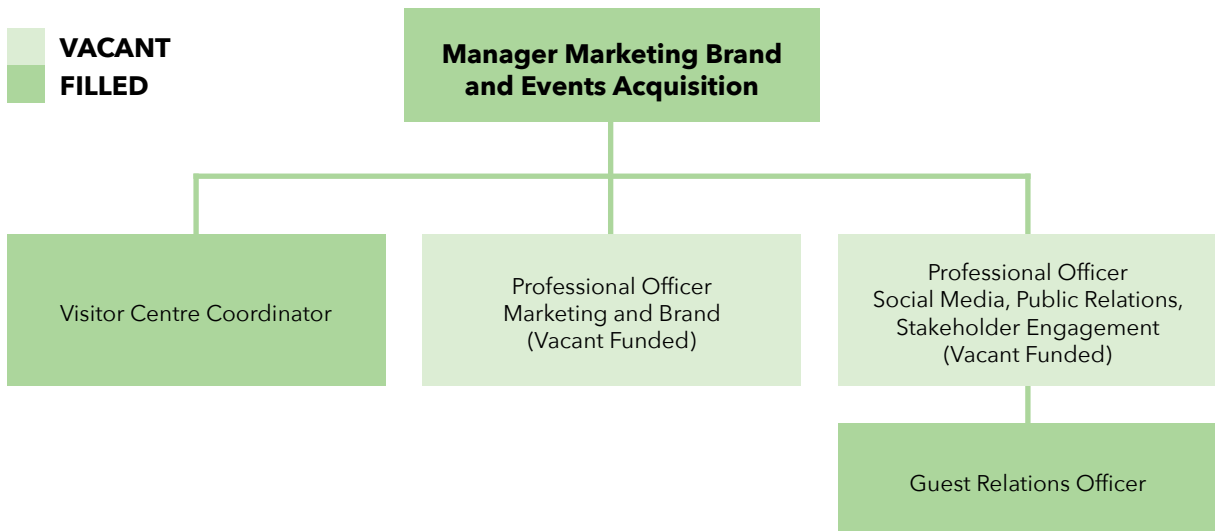 VACANT
FILLED
Manager Marketing Brand
and Events Acquisition
Visitor Centre Coordinator
Professional Officer
Marketing and Brand
(Vacant Funded)
Professional Officer
Social Media, Public Relations,
Stakeholder Engagement
(Vacant Funded)
Guest Relations Officer